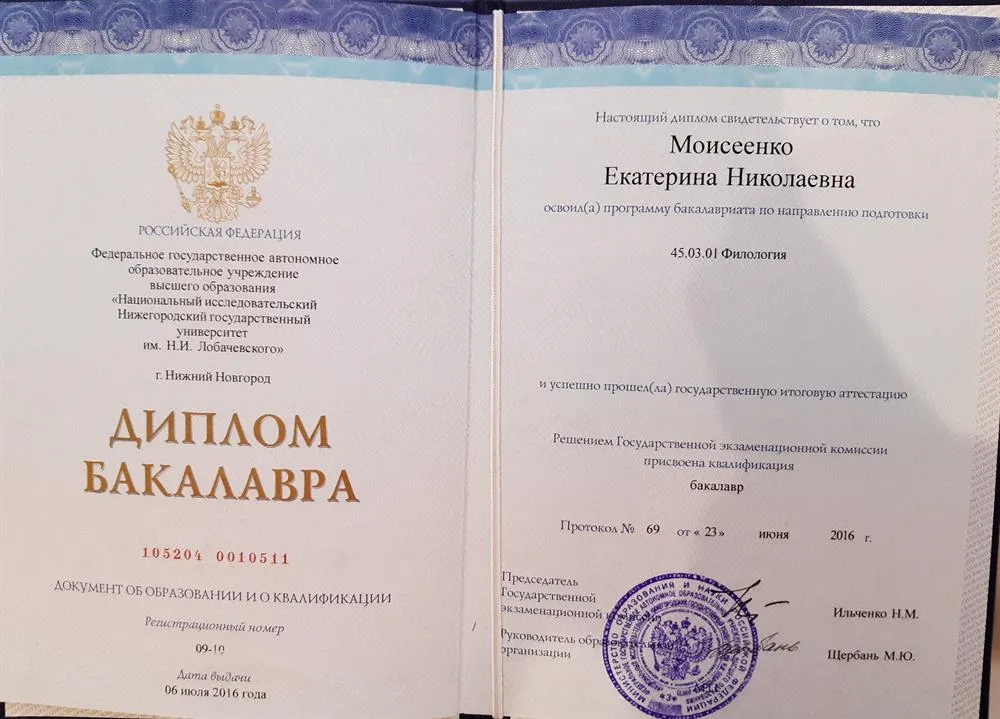 РОССИЙСКАЯ ФЕДЕРАЦИЯ
Федеральное государственное автономное
образовательное учреждение
высшего образования
«Национальный исследовательский
Нижегородский государственный
университет
им. Н.И. Лобачевского»
г. Нижний Новгород
ДИПЛОМ
БАКАЛАВРА
105204 0010511
ДОКУМЕНТ ОБ ОБРАЗОВАНИИ И О КВАЛИФИКАЦИИ
Регистрационный номер
09-10
Дата выдачи
06 июля 2016 года
Настоящий диплом свидетельствует о том, что
Моисеенко
Екатерина Николаевна
освоил(а) программу бакалавриата по направлению подготовки
45.03.01 Филология
и успешно прошел(ла) государственную итоговую аттестацию
Решением Государственной экзаменационной комиссии
присвоена квалификация
бакалавр
Протокол № 69 от « 23 » июня 2016 г.
Председатель
Государственной
экзаменационной
Ильченко Н.М.
Руководитель
организации
Щербань М.Ю.